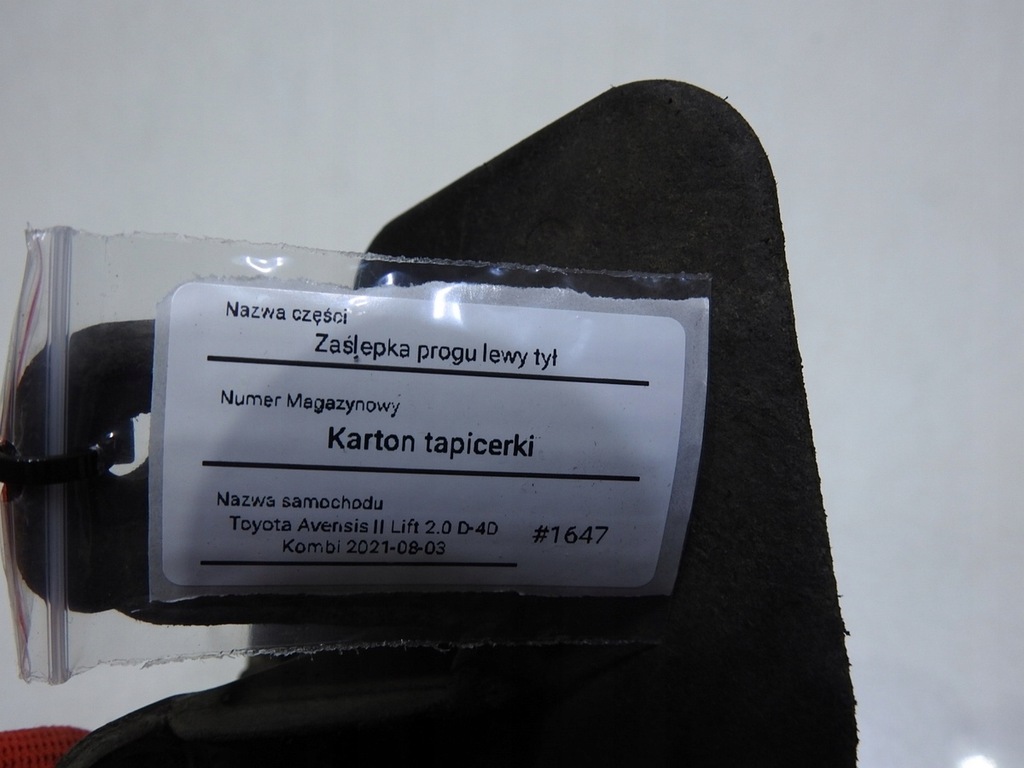 Nazwa części
Zaślepka progu lewy tył
Numer Magazynowy
Karton tapicerki
Nazwa samochodu
Toyota Avensis II Lift 2.0 D-4D
Kombi 2021-08-03
#1647